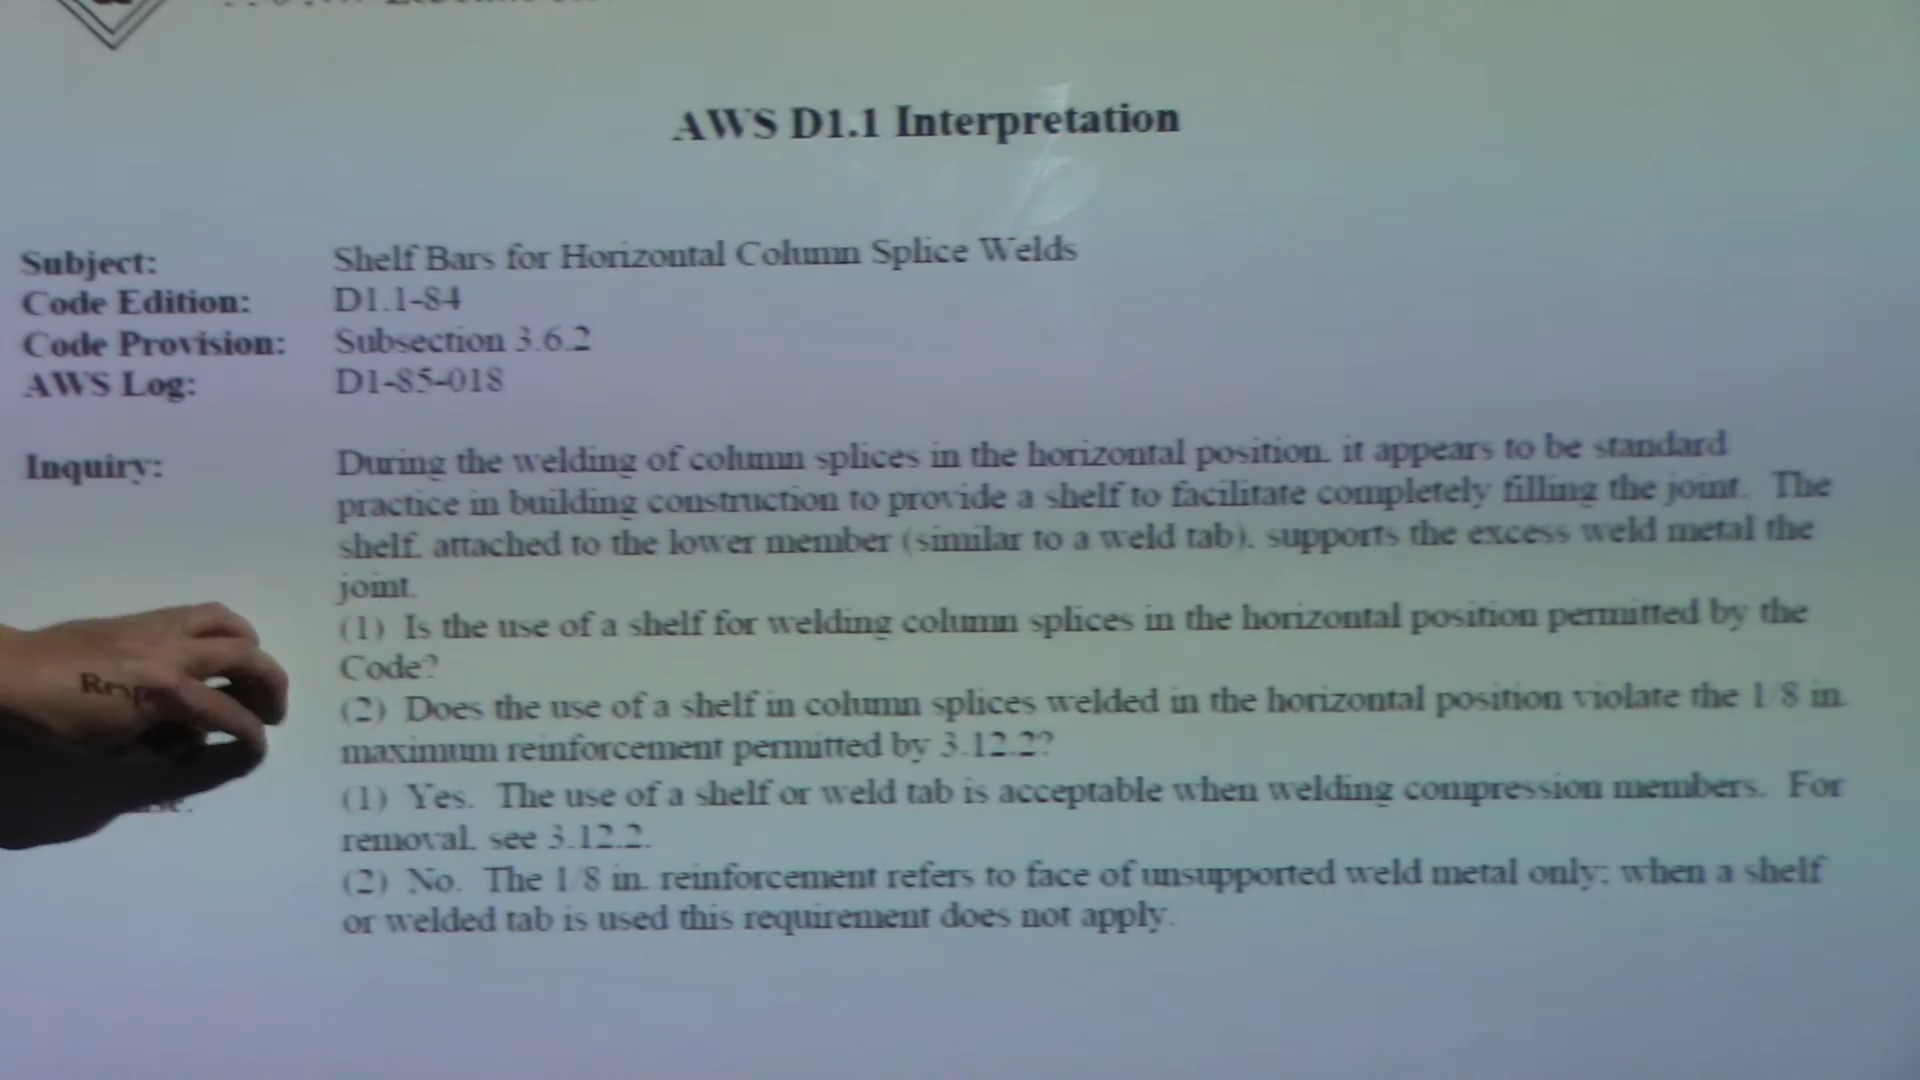 AWS D1.1 Interpretation
Subject: Shelf Bars for Horizontal Column Splice Welds
Code Edition: D1.1-84
Code Provision: Subsection 3.6.2
AWS Log: D1-85-018
Inquiry: During the welding of column splices in the horizontal position, it appears to be standard
practice in building construction to provide a shelf to facilitate completely filling the joint. The
shelf, attached to the lower member (similar to a weld tab), supports the excess weld metal the
joint.
(1) Is the use of a shelf for welding column splices in the horizontal position permitted by the
Code?
(2) Does the use of a shelf in column splices welded in the horizontal position violate the 1/8 in.
maximum reinforcement permitted by 3.12.2?
(1) Yes. The use of a shelf or weld tab is acceptable when welding compression members. For
removal, see 3.12.2.
(2) No. The 1/8 in. reinforcement refers to face of unsupported weld metal only; when a shelf
or welded tab is used this requirement does not apply.